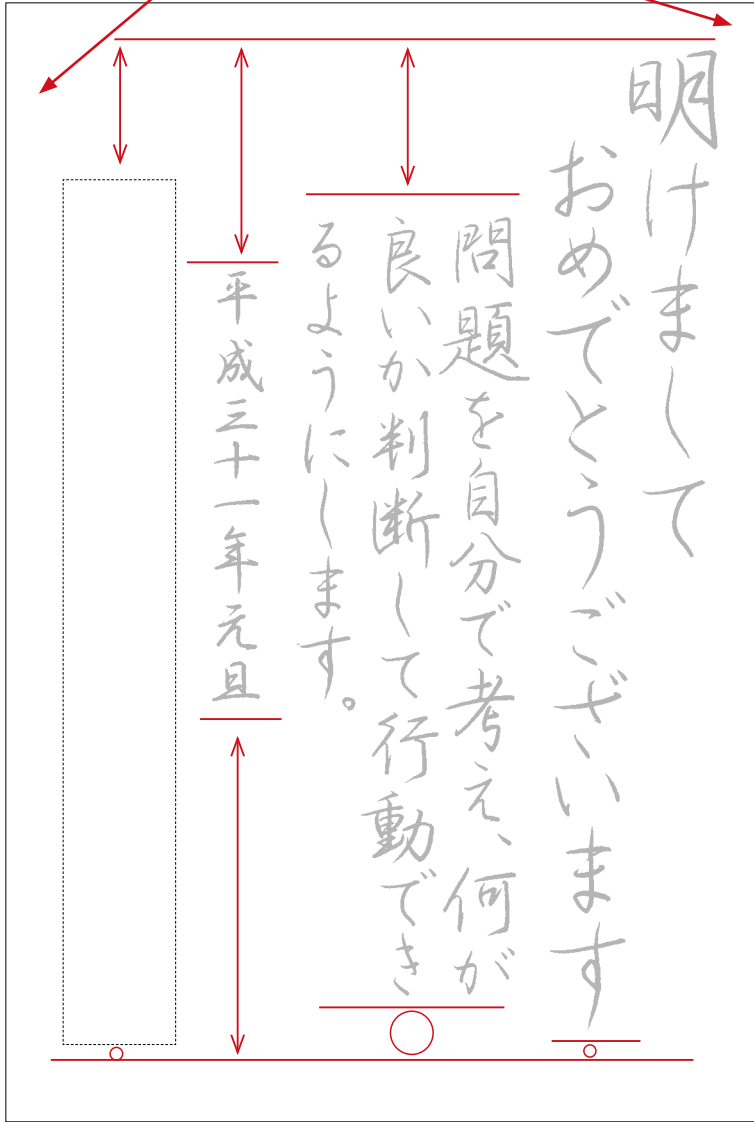 明けまして
おめでとうございます
問題を自分で考え、何が
良いか判断して行動でき
るようにします。
平成三十一年元旦